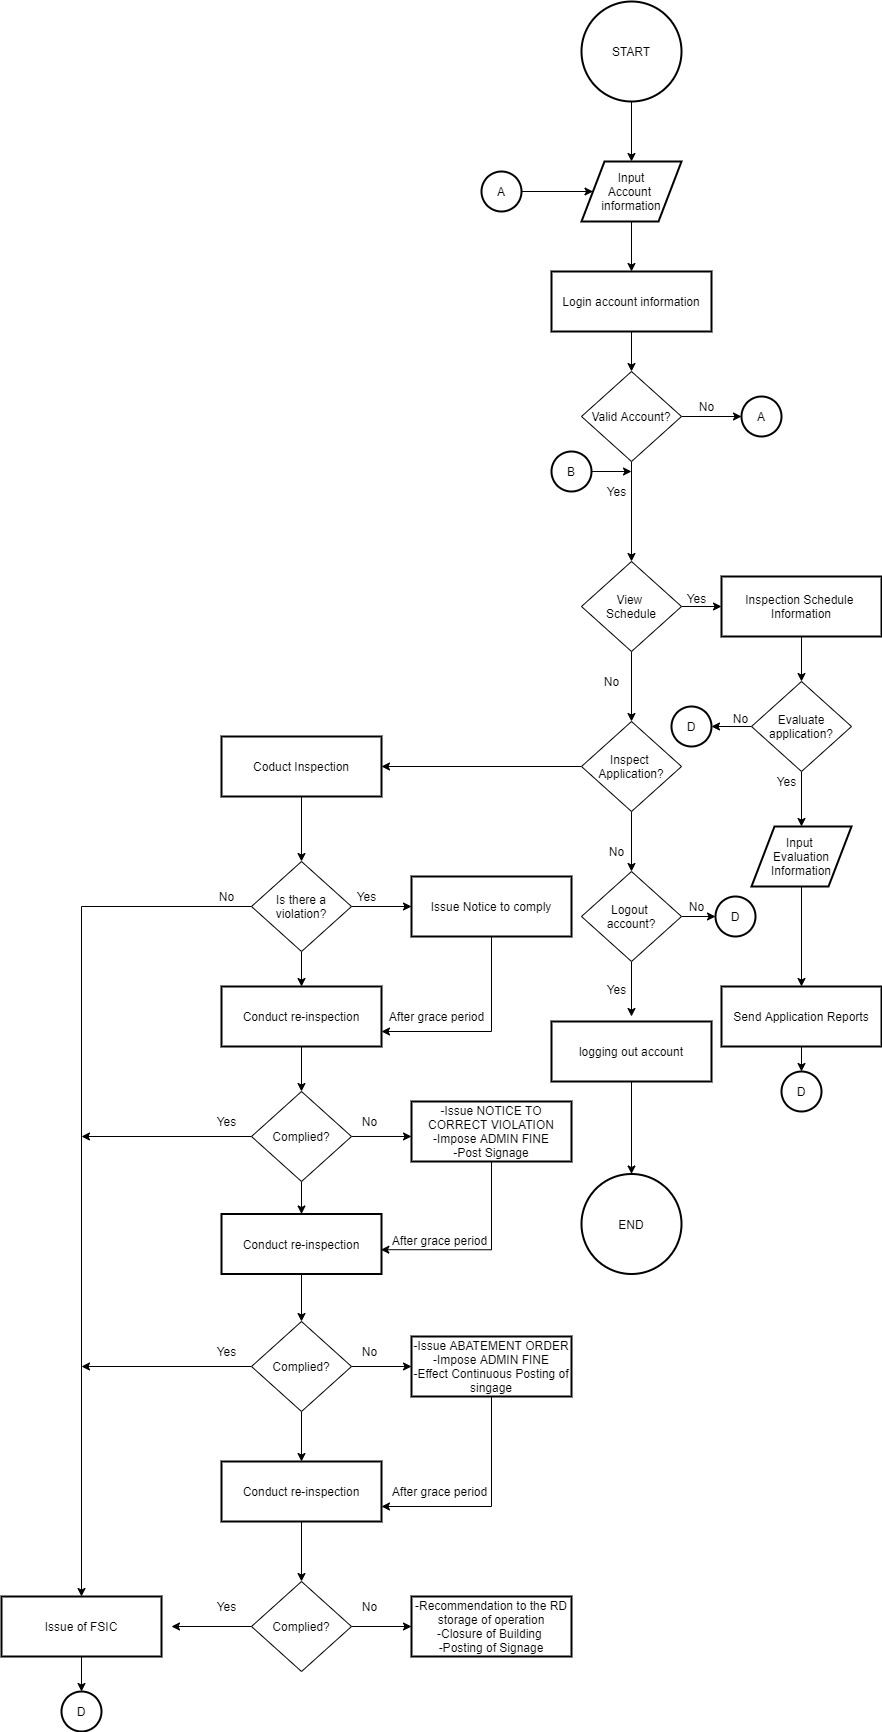 START
Input
Account
information
A
Login account information
Valid Account?
No
A
B
Yes
View
Schedule
Yes
Inspection Schedule
Information
No
Evaluate
application?
No
D
Yes
Inspect
Application?
Coduct Inspection
No
Input
Evaluation
Information
Is there a
violation?
No
Yes
Issue Notice to comply
Logout
account?
No
D
Yes
Conduct re-inspection
After grace period
logging out account
Send Application Reports
D
Complied?
Yes
No
-Issue NOTICE TO
CORRECT VIOLATION
-Impose ADMIN FINE
-Post Signage
END
Conduct re-inspection
After grace period
Complied?
Yes
No
-Issue ABATEMENT ORDER
-Impose ADMIN FINE
-Effect Continuous Posting of
singage
Conduct re-inspection
After grace period
Complied?
Yes
No
-Recommendation to the RD
storage of operation
-Closure of Building
-Posting of Signage
Issue of FSIC
D